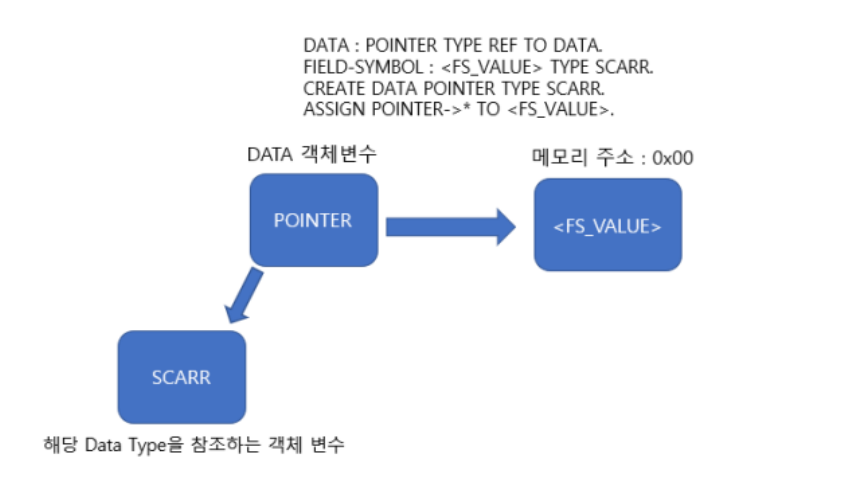 DATA : POINTER TYPE REF TO DATA.
FIELD-SYMBOL : <FS_VALUE> TYPE SCARR.
CREATE DATA POINTER TYPE SCARR.
ASSIGN POINTER->* TO <FS_VALUE>.
DATA 객체변수
메모리 주소 : 0x00
POINTER
<FS_VALUE>
SCARR
해당 Data Type을 참조하는 객체 변수